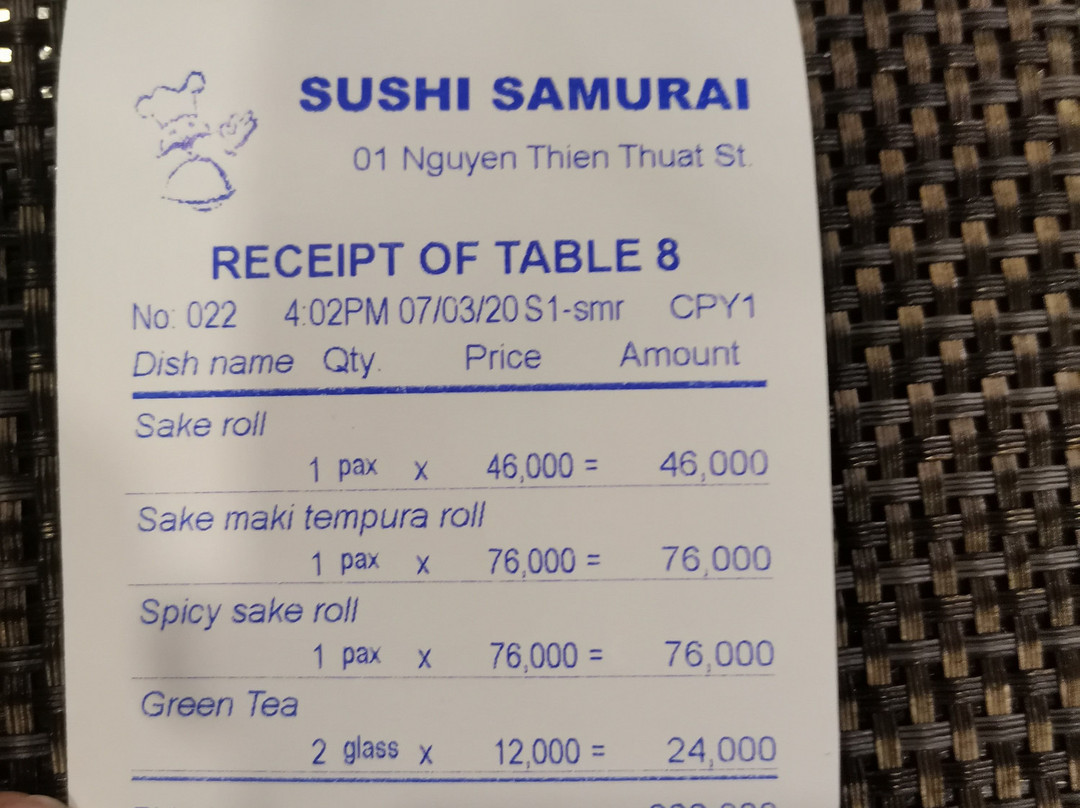 SUSHI SAMURAI
01 Nguyen Thien Thuat St.
RECEIPT OF TABLE 8
No: 022 4:02PM 07/03/20 S1-smr CPY1
Dish name Qty. Price Amount
Sake roll
1 pax x 46,000 = 46,000
Sake maki tempura roll
1 pax x 76,000 = 76,000
Spicy sake roll
1 pax x 76,000 = 76,000
Green Tea
2 glass x 12,000 = 24,000